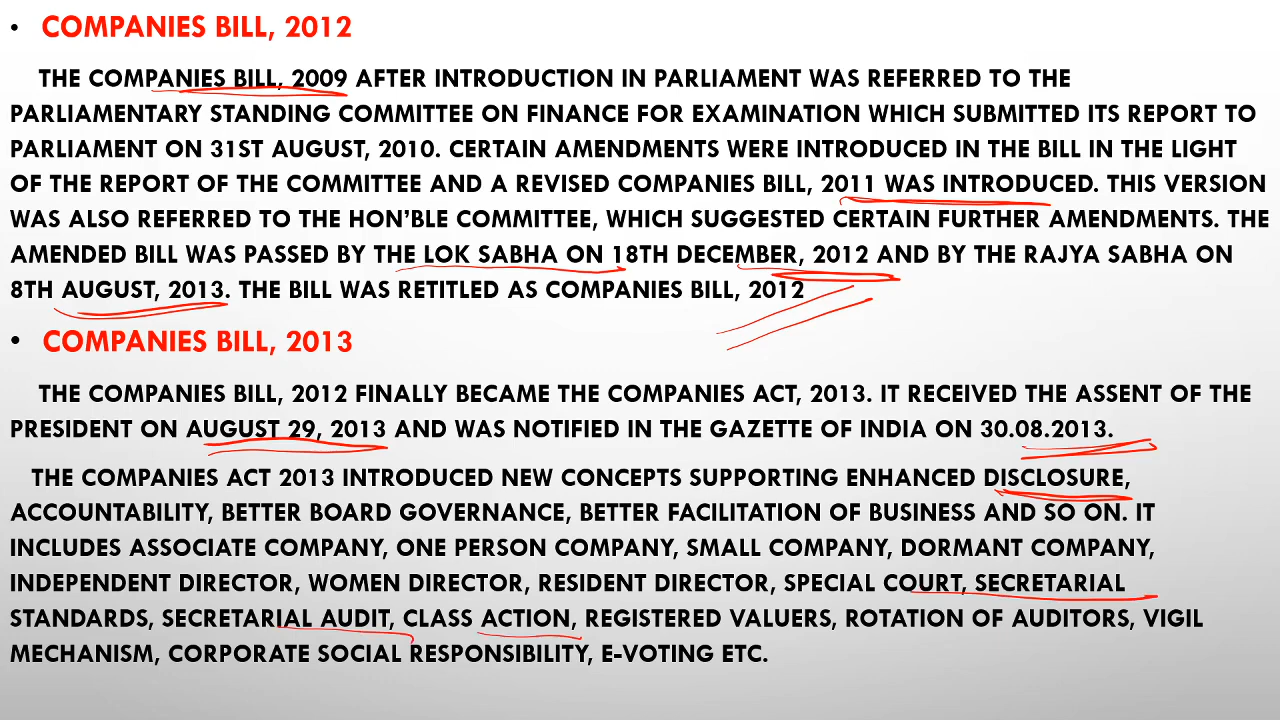 • COMPANIES BILL, 2012
THE COMPANIES BILL, 2009 AFTER INTRODUCTION IN PARLIAMENT WAS REFERRED TO THE
PARLIAMENTARY STANDING COMMITTEE ON FINANCE FOR EXAMINATION WHICH SUBMITTED ITS REPORT TO
PARLIAMENT ON 31ST AUGUST, 2010. CERTAIN AMENDMENTS WERE INTRODUCED IN THE BILL IN THE LIGHT
OF THE REPORT OF THE COMMITTEE AND A REVISED COMPANIES BILL, 2011 WAS INTRODUCED. THIS VERSION
WAS ALSO REFERRED TO THE HON’BLE COMMITTEE, WHICH SUGGESTED CERTAIN FURTHER AMENDMENTS. THE
AMENDED BILL WAS PASSED BY THE LOK SABHA ON 18TH DECEMBER, 2012 AND BY THE RAJYA SABHA ON
8TH AUGUST, 2013. THE BILL WAS RETITLED AS COMPANIES BILL, 2012
• COMPANIES BILL, 2013
THE COMPANIES BILL, 2012 FINALLY BECAME THE COMPANIES ACT, 2013. IT RECEIVED THE ASSENT OF THE
PRESIDENT ON AUGUST 29, 2013 AND WAS NOTIFIED IN THE GAZETTE OF INDIA ON 30.08.2013.
THE COMPANIES ACT 2013 INTRODUCED NEW CONCEPTS SUPPORTING ENHANCED DISCLOSURE,
ACCOUNTABILITY, BETTER BOARD GOVERNANCE, BETTER FACILITATION OF BUSINESS AND SO ON. IT
INCLUDES ASSOCIATE COMPANY, ONE PERSON COMPANY, SMALL COMPANY, DORMANT COMPANY,
INDEPENDENT DIRECTOR, WOMEN DIRECTOR, RESIDENT DIRECTOR, SPECIAL COURT, SECRETARIAL
STANDARDS, SECRETARIAL AUDIT, CLASS ACTION, REGISTERED VALUERS, ROTATION OF AUDITORS, VIGIL
MECHANISM, CORPORATE SOCIAL RESPONSIBILITY, E-VOTING ETC.